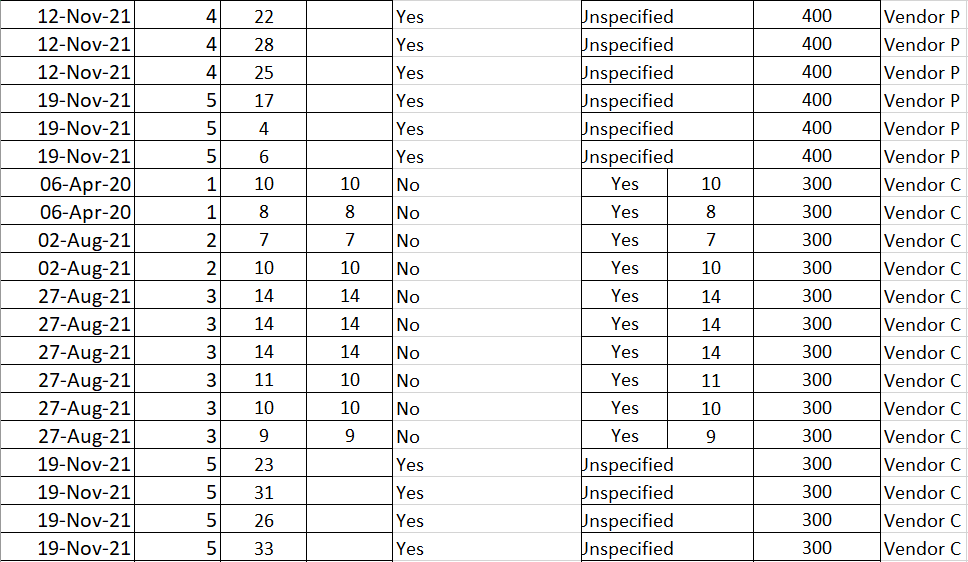 12-Nov-21 4 22 Yes Unspecified 400 Vendor P
12-Nov-21 4 28 Yes Unspecified 400 Vendor P
12-Nov-21 4 25 Yes Unspecified 400 Vendor P
19-Nov-21 5 17 Yes Unspecified 400 Vendor P
19-Nov-21 5 4 Yes Unspecified 400 Vendor P
19-Nov-21 5 6 Yes Unspecified 400 Vendor P
06-Apr-20 1 10 10 No Yes 10 300 Vendor C
06-Apr-20 1 8 8 No Yes 8 300 Vendor C
02-Aug-21 2 7 7 No Yes 7 300 Vendor C
02-Aug-21 2 10 10 No Yes 10 300 Vendor C
27-Aug-21 3 14 14 No Yes 14 300 Vendor C
27-Aug-21 3 14 14 No Yes 14 300 Vendor C
27-Aug-21 3 14 14 No Yes 14 300 Vendor C
27-Aug-21 3 11 10 No Yes 11 300 Vendor C
27-Aug-21 3 10 10 No Yes 10 300 Vendor C
27-Aug-21 3 9 9 No Yes 9 300 Vendor C
19-Nov-21 5 23 Yes Unspecified 300 Vendor C
19-Nov-21 5 31 Yes Unspecified 300 Vendor C
19-Nov-21 5 26 Yes Unspecified 300 Vendor C
19-Nov-21 5 33 Yes Unspecified 300 Vendor C